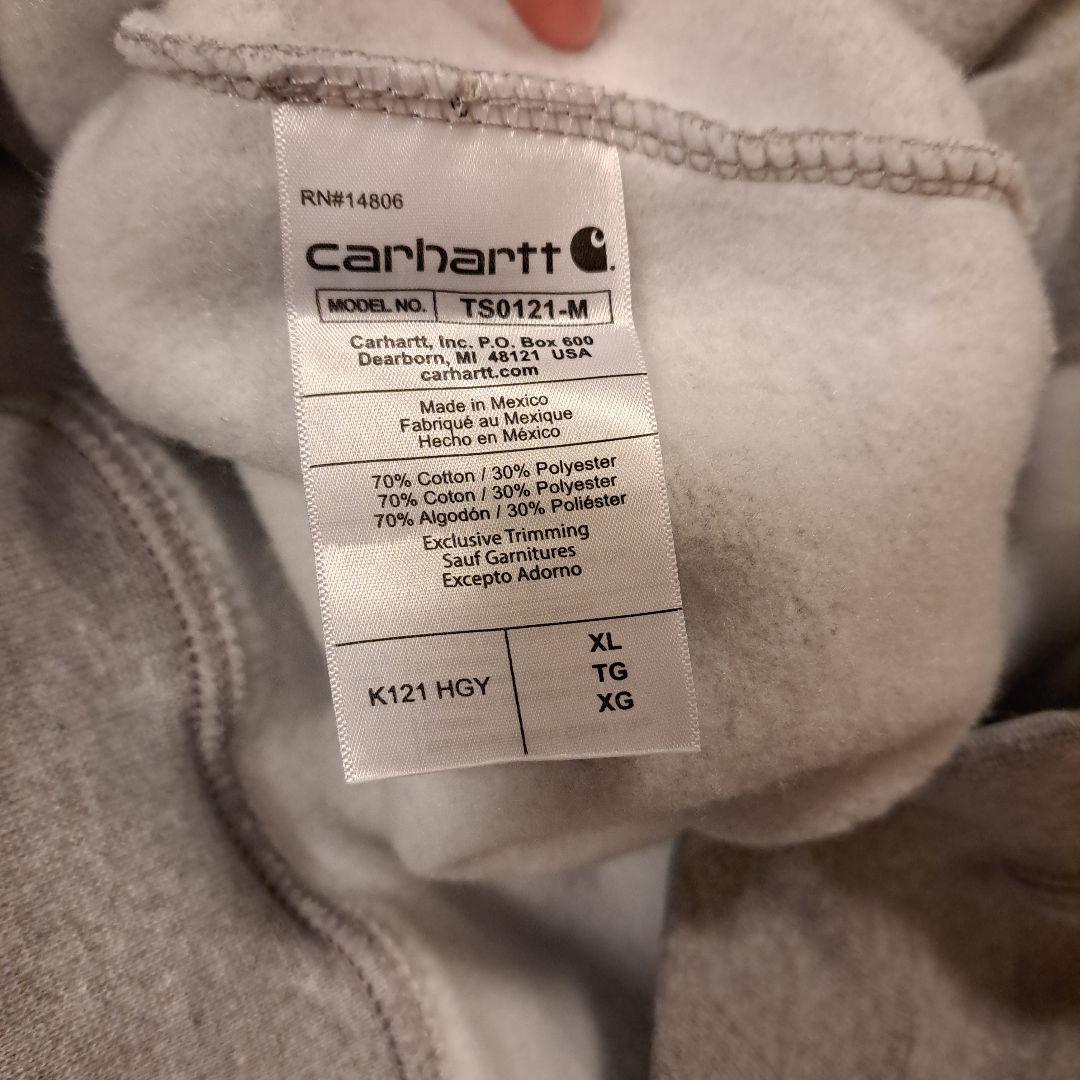 RN#14806
carhartt
MODEL NO. TS0121-M
Carhartt, Inc. P.O. Box 600
Dearborn, MI 48121 USA
carhartt.com
Made in Mexico
Fabriqué au Mexique
Hecho en México
70% Cotton / 30% Polyester
70% Coton / 30% Polyester
70% Algodón / 30% Poliéster
Exclusive Trimming
Sauf Garnitures
Excepto Adorno
K121 HGY
XL
TG
XG